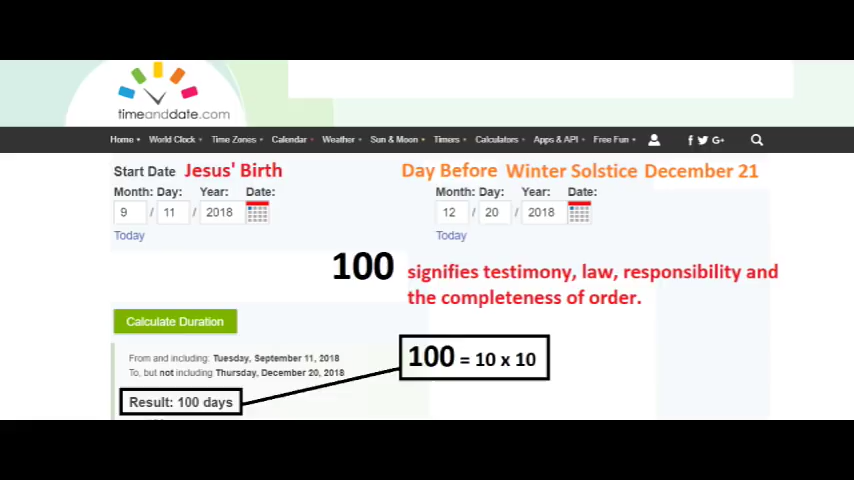 timeanddate.com
Home World Clock Time Zones Calendar Weather Sun & Moon Timers Calculators Apps & API Free Fun f G+
Start Date Jesus' Birth
Day Before Winter Solstice December 21
Month: Day: Year: Date:
Month: Day: Year: Date:
9 / 11 / 2018
12 / 20 / 2018
Today
Today
100 signifies testimony, law, responsibility and
the completeness of order.
Calculate Duration
100 = 10 x 10
From and including: Tuesday, September 11, 2018
To, but not including Thursday, December 20, 2018
Result: 100 days